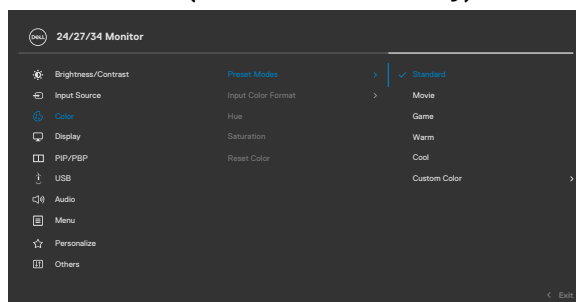 DELL
24/27/34 Monitor
Brightness/Contrast
Preset Modes
Standard
Input Source
Input Color Format
Movie
Color
Hue
Game
Display
Saturation
Warm
PIP/PBP
Reset Color
Cool
USB
Custom Color
Audio
Menu
Personalize
Others
Exit